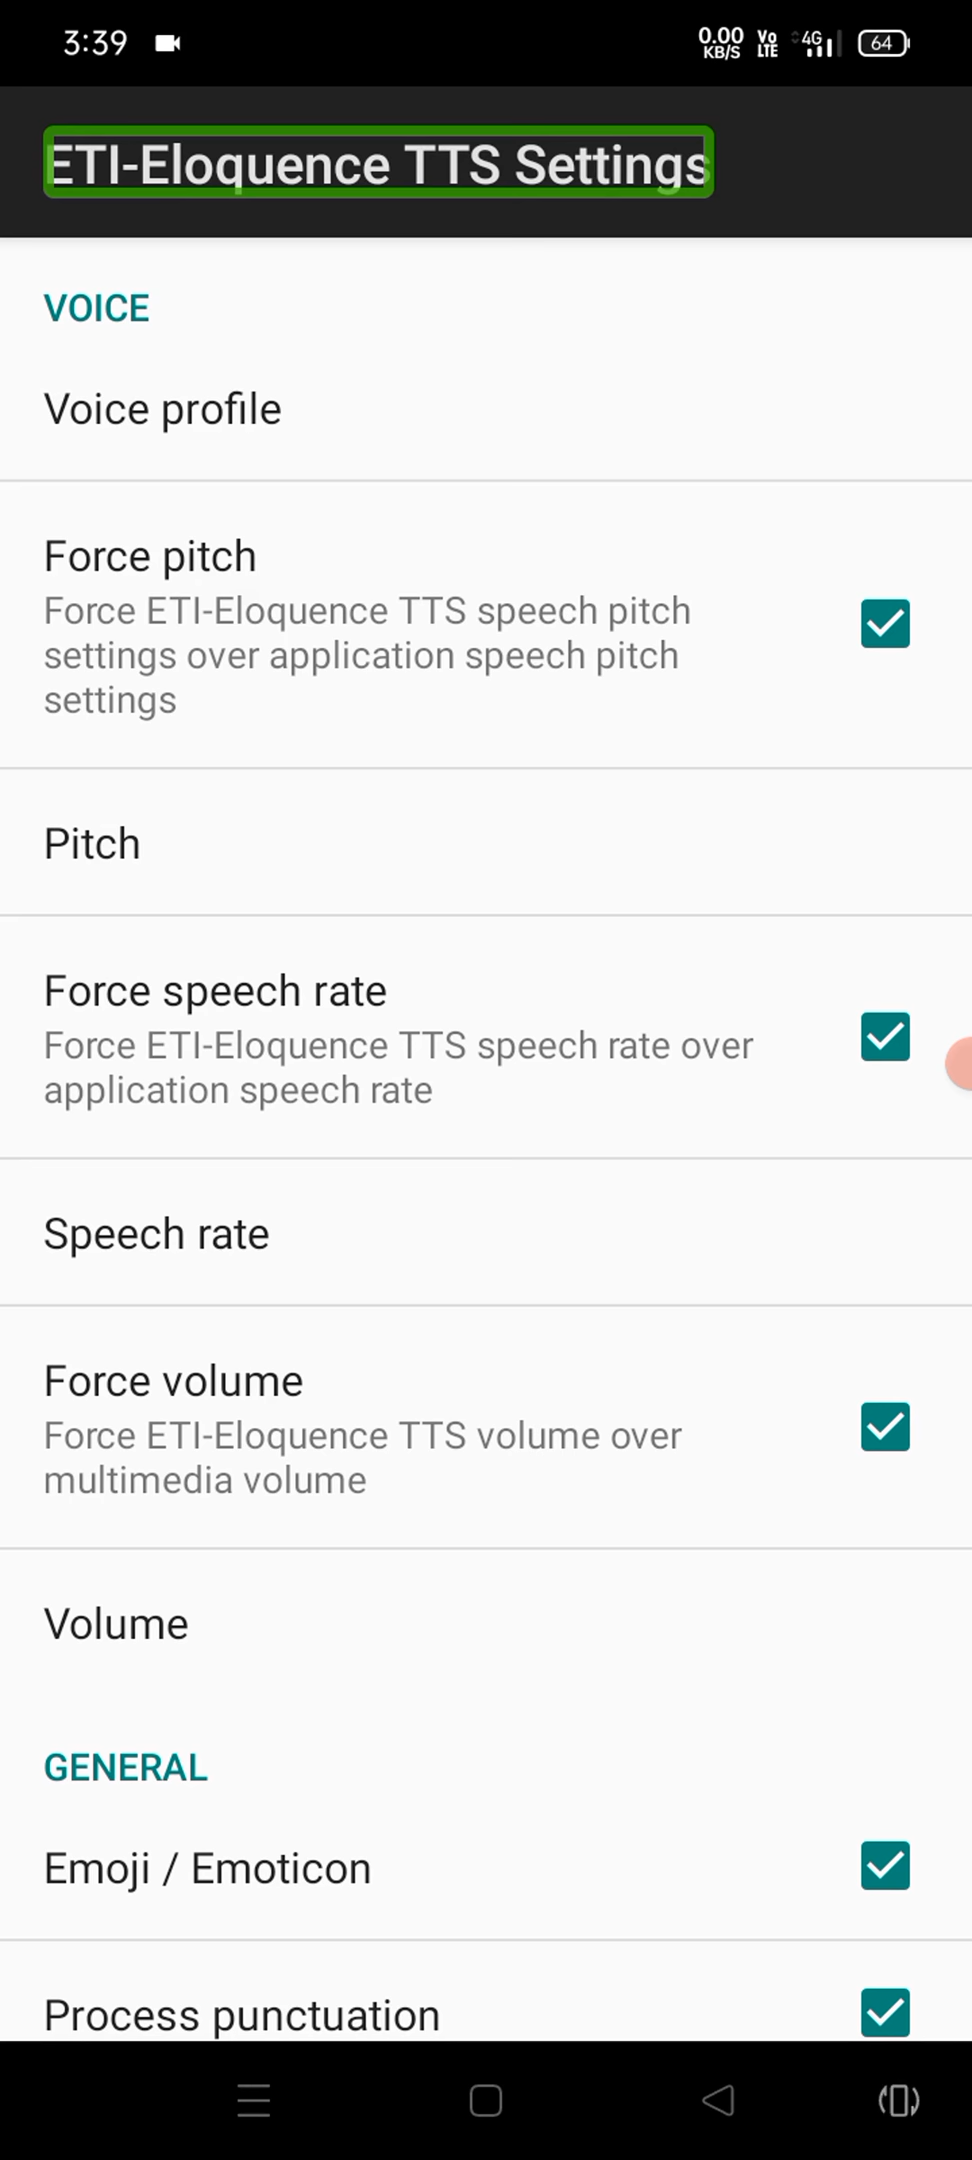 3:39
0.00 KB/S Vo LTE 4G 64
ETI-Eloquence TTS Settings
VOICE
Voice profile
Force pitch
Force ETI-Eloquence TTS speech pitch
settings over application speech pitch
settings
Pitch
Force speech rate
Force ETI-Eloquence TTS speech rate over
application speech rate
Speech rate
Force volume
Force ETI-Eloquence TTS volume over
multimedia volume
Volume
GENERAL
Emoji / Emoticon
Process punctuation